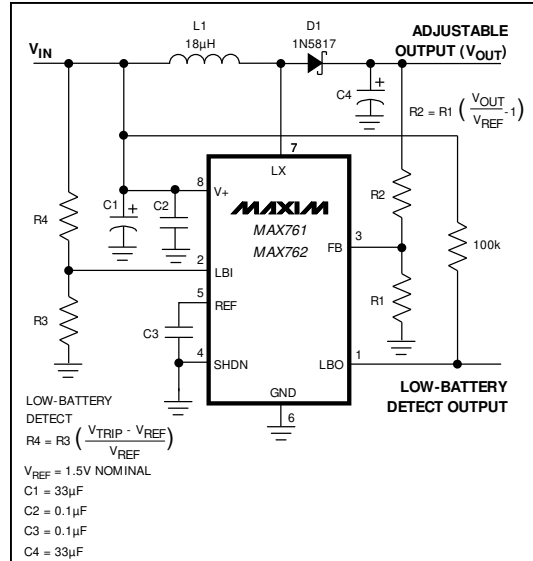 L1
18µH
D1
1N5817
VIN
ADJUSTABLE
OUTPUT (VOUT)
C4
+
R2 = R1 ( VOUT / VREF -1 )
7
LX
8
V+
C1
+
C2
MAXIM
MAX761
MAX762
R2
R4
3
FB
100k
2
LBI
5
REF
R1
R3
C3
4
SHDN
1
LBO
GND
6
LOW-BATTERY
DETECT OUTPUT
LOW-BATTERY
DETECT
R4 = R3 ( VTRIP - VREF / VREF )
VREF = 1.5V NOMINAL
C1 = 33µF
C2 = 0.1µF
C3 = 0.1µF
C4 = 33µF